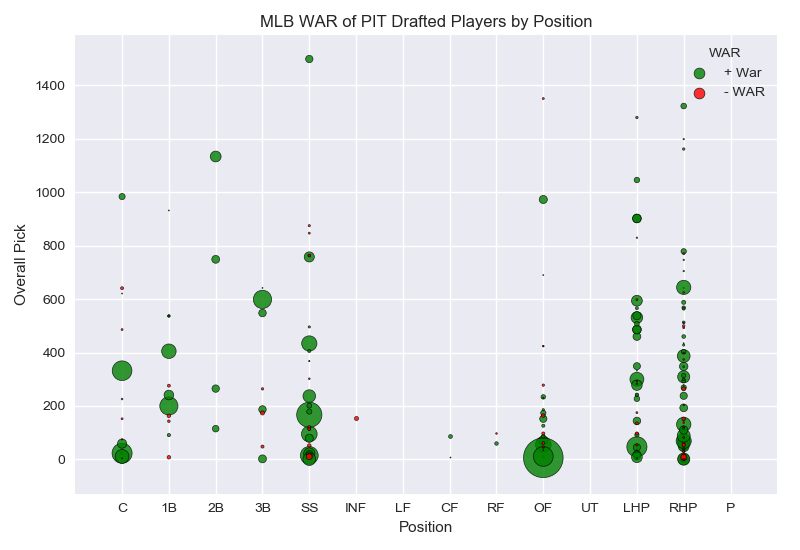 MLB WAR of PIT Drafted Players by Position
WAR
+ War
- WAR
1400
1200
1000
800
600
400
200
0
Overall Pick
C 1B 2B 3B SS INF LF CF RF OF UT LHP RHP P
Position